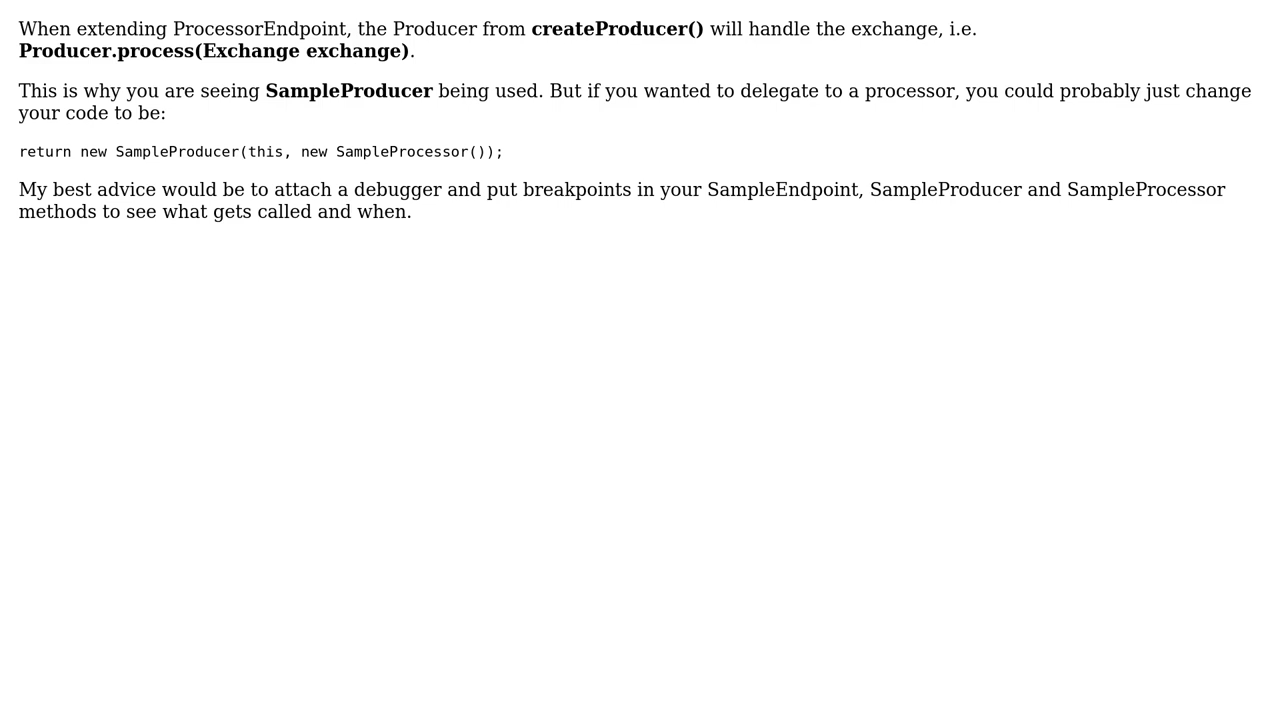 When extending ProcessorEndpoint, the Producer from createProducer() will handle the exchange, i.e.
Producer.process(Exchange exchange).
This is why you are seeing SampleProducer being used. But if you wanted to delegate to a processor, you could probably just change
your code to be:
return new SampleProducer(this, new SampleProcessor());
My best advice would be to attach a debugger and put breakpoints in your SampleEndpoint, SampleProducer and SampleProcessor
methods to see what gets called and when.